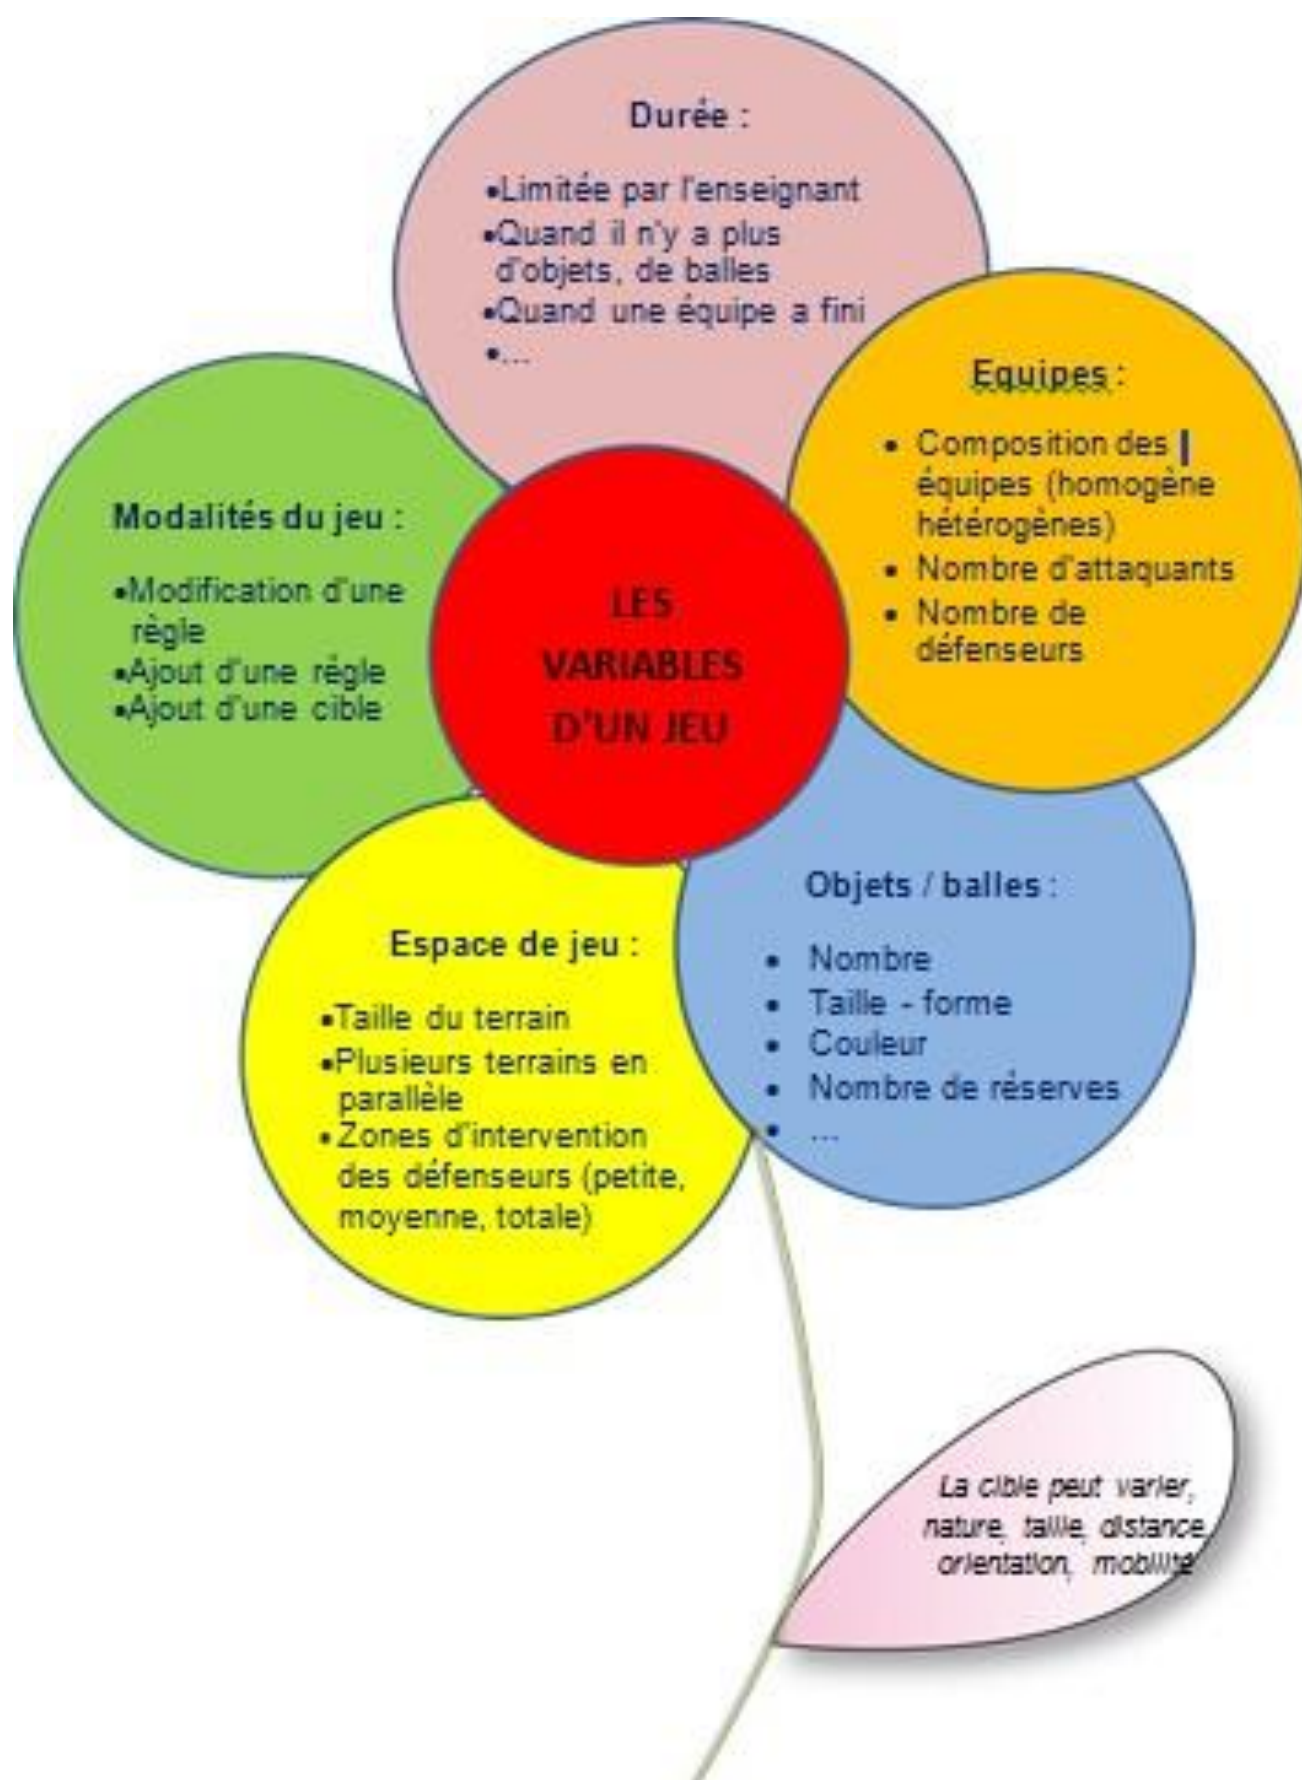 Durée :
•Limitée par l'enseignant
•Quand il n'y a plus
d'objets, de balles
•Quand une équipe a fini
•...
Equipes :
• Composition des
équipes (homogène
hétérogènes)
• Nombre d'attaquants
• Nombre de
défenseurs
Modalités du jeu :
•Modification d'une
règle
•Ajout d'une règle
•Ajout d'une cible
LES
VARIABLES
D'UN JEU
Objets / balles :
• Nombre
• Taille - forme
• Couleur
• Nombre de réserves
• ...
Espace de jeu :
•Taille du terrain
•Plusieurs terrains en
parallèle
• Zones d'intervention
des défenseurs (petite,
moyenne, totale)
La cible peut varier,
nature, taille, distance,
orientation, mobilité